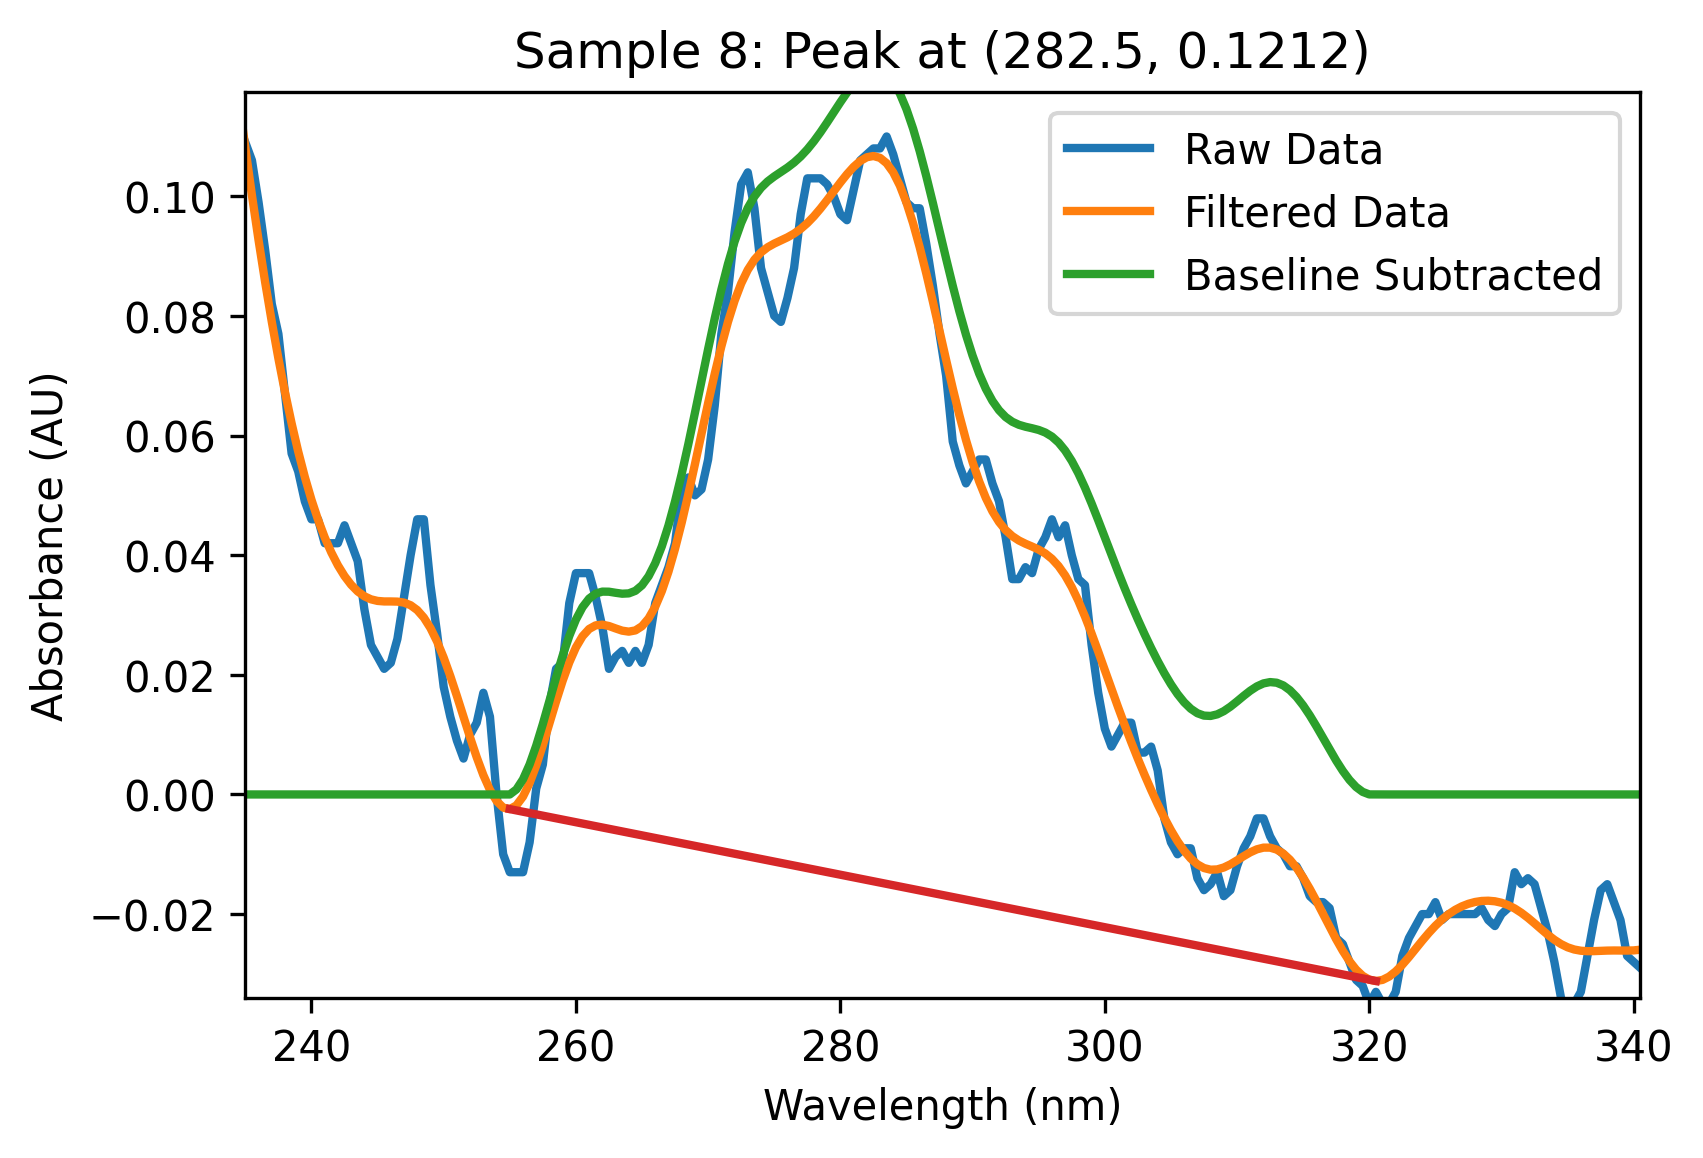 Sample 8: Peak at (282.5, 0.1212)
Raw Data
Filtered Data
Baseline Subtracted
0.10
0.08
0.06
0.04
0.02
0.00
−0.02
Absorbance (AU)
240 260 280 300 320 340
Wavelength (nm)